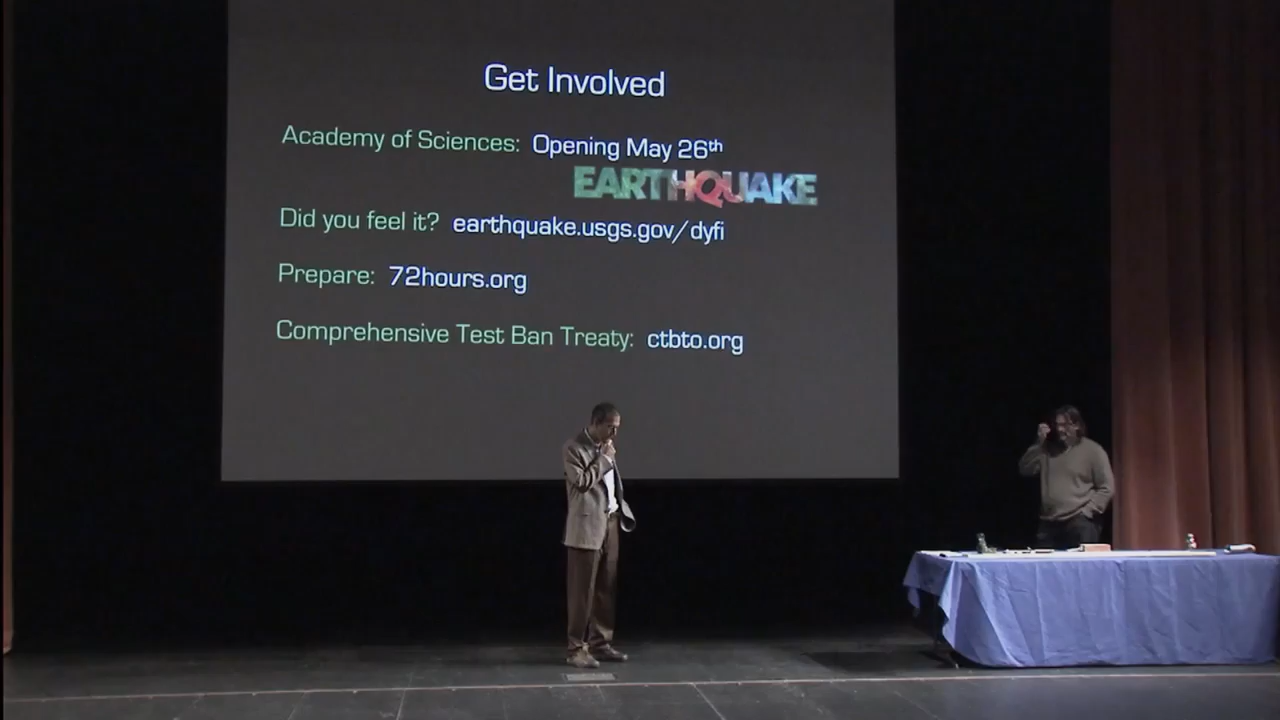 Get Involved
Academy of Sciences: Opening May 26th
EARTHQUAKE
Did you feel it? earthquake.usgs.gov/dyfi
Prepare: 72hours.org
Comprehensive Test Ban Treaty: ctbto.org